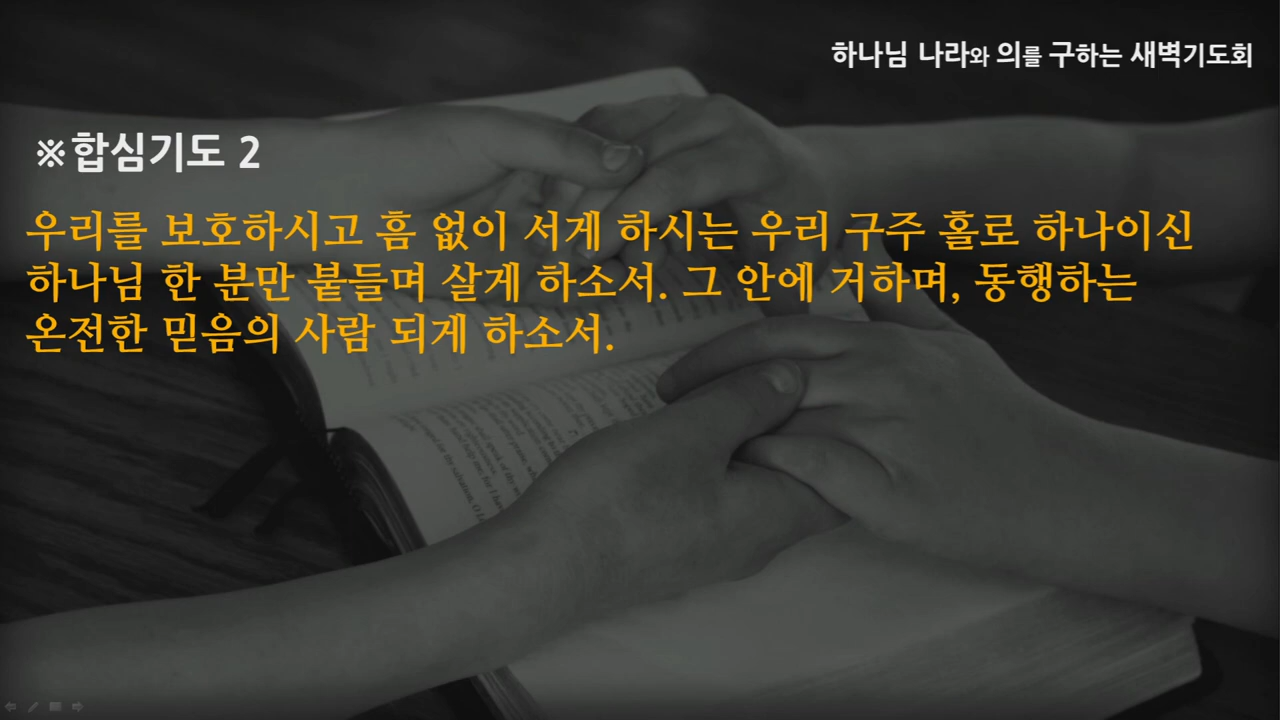 하나님 나라와 의를 구하는 새벽기도회
※합심기도 2
우리를 보호하시고 흠 없이 서게 하시는 우리 구주 홀로 하나이신
하나님 한 분만 붙들며 살게 하소서. 그 안에 거하며, 동행하는
온전한 믿음의 사람 되게 하소서.